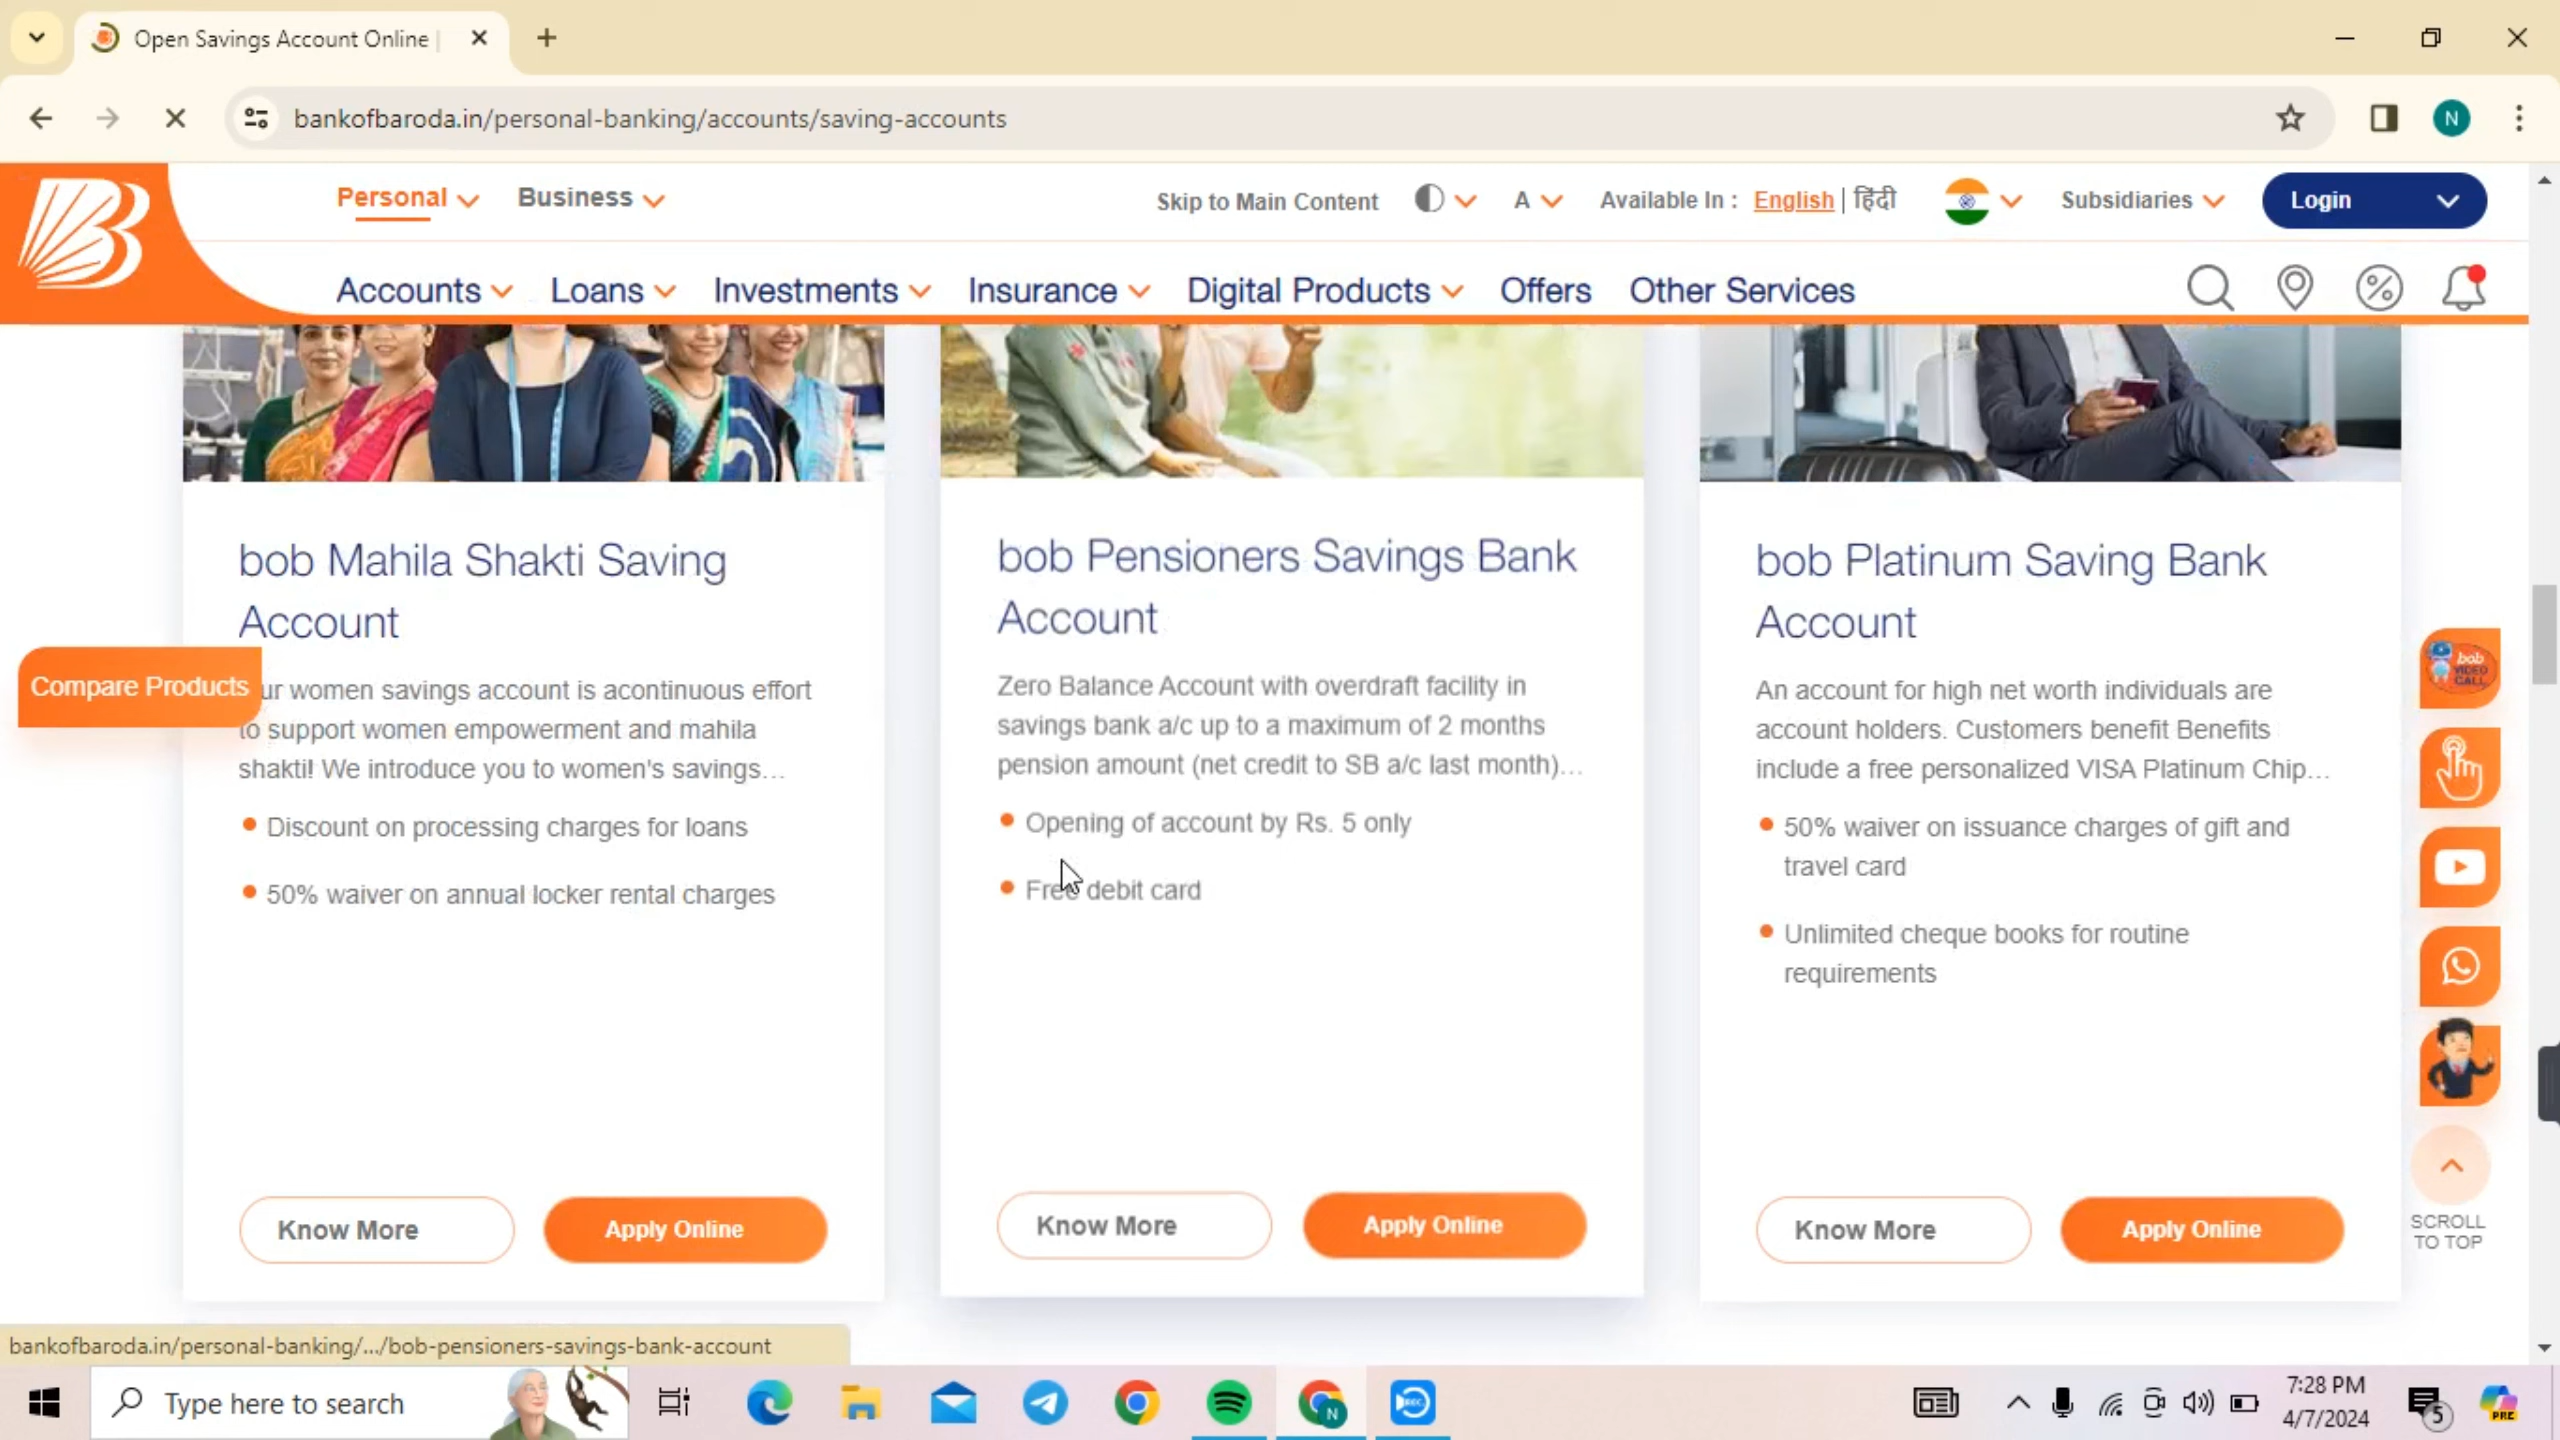 Open Savings Account Online |
bankofbaroda.in/personal-banking/accounts/saving-accounts
N
Personal Business Skip to Main Content A Available In : English | हिंदी Subsidiaries Login
Accounts Loans Investments Insurance Digital Products Offers Other Services
bob Mahila Shakti Saving
Account
ur women savings account is acontinuous effort
to support women empowerment and mahila
shakti! We introduce you to women's savings...
Discount on processing charges for loans
50% waiver on annual locker rental charges
Know More Apply Online
bob Pensioners Savings Bank
Account
Zero Balance Account with overdraft facility in
savings bank a/c up to a maximum of 2 months
pension amount (net credit to SB a/c last month)...
Opening of account by Rs. 5 only
Free debit card
Know More Apply Online
bob Platinum Saving Bank
Account
An account for high net worth individuals are
account holders. Customers benefit Benefits
include a free personalized VISA Platinum Chip...
50% waiver on issuance charges of gift and
travel card
Unlimited cheque books for routine
requirements
Know More Apply Online
Compare Products
bob
VIDEO
CALL
SCROLL
TO TOP
bankofbaroda.in/personal-banking/.../bob-pensioners-savings-bank-account
Type here to search
N
REC
7:28 PM
4/7/2024
5
PRE